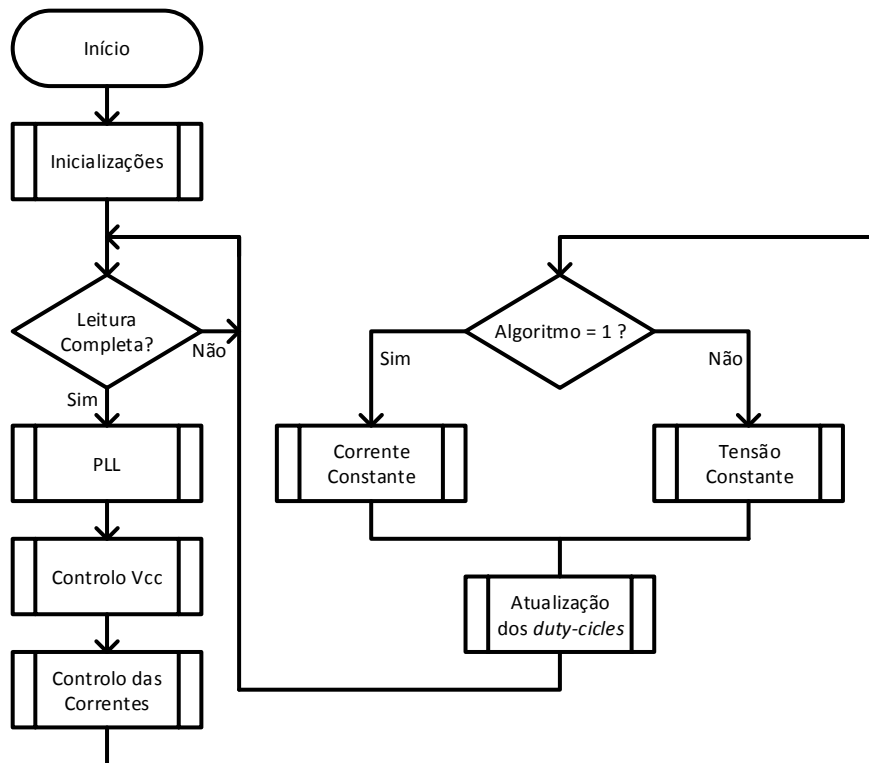 Início
Inicializações
Leitura
Completa?
Não
Sim
PLL
Controlo Vcc
Controlo das
Correntes
Algoritmo = 1 ?
Sim
Não
Corrente
Constante
Tensão
Constante
Atualização
dos duty-cicles